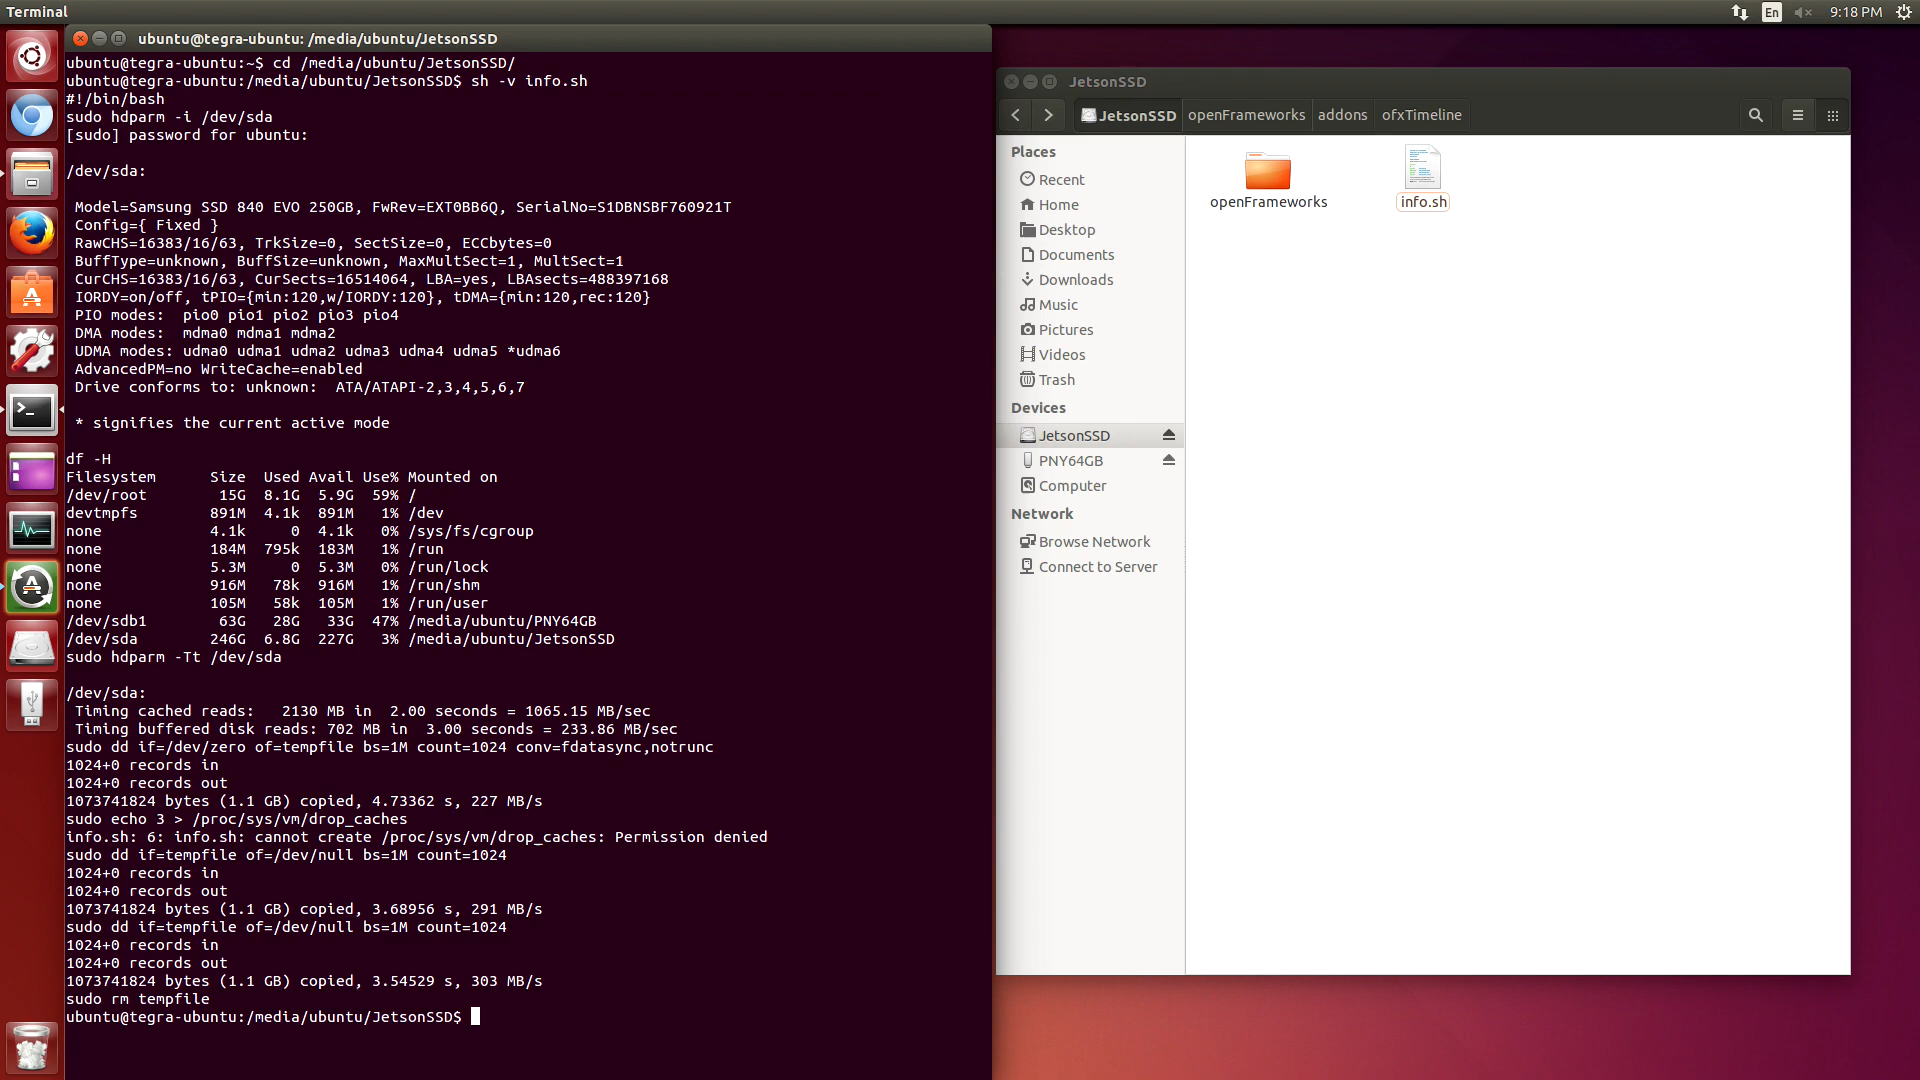 Terminal
En
9:18 PM
ubuntu@tegra-ubuntu: /media/ubuntu/JetsonSSD
ubuntu@tegra-ubuntu:~$ cd /media/ubuntu/JetsonSSD/
ubuntu@tegra-ubuntu:/media/ubuntu/JetsonSSD$ sh -v info.sh
#!/bin/bash
sudo hdparm -i /dev/sda
[sudo] password for ubuntu:
/dev/sda:
Model=Samsung SSD 840 EVO 250GB, FwRev=EXT0BB6Q, SerialNo=S1DBNSBF760921T
Config={ Fixed }
RawCHS=16383/16/63, TrkSize=0, SectSize=0, ECCbytes=0
BuffType=unknown, BuffSize=unknown, MaxMultSect=1, MultSect=1
CurCHS=16383/16/63, CurSects=16514064, LBA=yes, LBAsects=488397168
IORDY=on/off, tPIO={min:120,w/IORDY:120}, tDMA={min:120,rec:120}
PIO modes:  pio0 pio1 pio2 pio3 pio4
DMA modes:  mdma0 mdma1 mdma2
UDMA modes: udma0 udma1 udma2 udma3 udma4 udma5 *udma6
AdvancedPM=no WriteCache=enabled
Drive conforms to: unknown:  ATA/ATAPI-2,3,4,5,6,7
* signifies the current active mode
df -H
Filesystem      Size  Used Avail Use% Mounted on
/dev/root        15G  8.1G  5.9G  59% /
devtmpfs        891M  4.1k  891M   1% /dev
none            4.1k     0  4.1k   0% /sys/fs/cgroup
none            184M  795k  183M   1% /run
none            5.3M     0  5.3M   0% /run/lock
none            916M   78k  916M   1% /run/shm
none            105M   58k  105M   1% /run/user
/dev/sdb1        63G   28G   33G  47% /media/ubuntu/PNY64GB
/dev/sda        246G  6.8G  227G   3% /media/ubuntu/JetsonSSD
sudo hdparm -Tt /dev/sda
/dev/sda:
Timing cached reads:   2130 MB in  2.00 seconds = 1065.15 MB/sec
Timing buffered disk reads: 702 MB in  3.00 seconds = 233.86 MB/sec
sudo dd if=/dev/zero of=tempfile bs=1M count=1024 conv=fdatasync,notrunc
1024+0 records in
1024+0 records out
1073741824 bytes (1.1 GB) copied, 4.73362 s, 227 MB/s
sudo echo 3 > /proc/sys/vm/drop_caches
info.sh: 6: info.sh: cannot create /proc/sys/vm/drop_caches: Permission denied
sudo dd if=tempfile of=/dev/null bs=1M count=1024
1024+0 records in
1024+0 records out
1073741824 bytes (1.1 GB) copied, 3.68956 s, 291 MB/s
sudo dd if=tempfile of=/dev/null bs=1M count=1024
1024+0 records in
1024+0 records out
1073741824 bytes (1.1 GB) copied, 3.54529 s, 303 MB/s
sudo rm tempfile
ubuntu@tegra-ubuntu:/media/ubuntu/JetsonSSD$
JetsonSSD
JetsonSSD openFrameworks addons ofxTimeline
Places
Recent
Home
Desktop
Documents
Downloads
Music
Pictures
Videos
Trash
Devices
JetsonSSD
PNY64GB
Computer
Network
Browse Network
Connect to Server
openFrameworks
info.sh